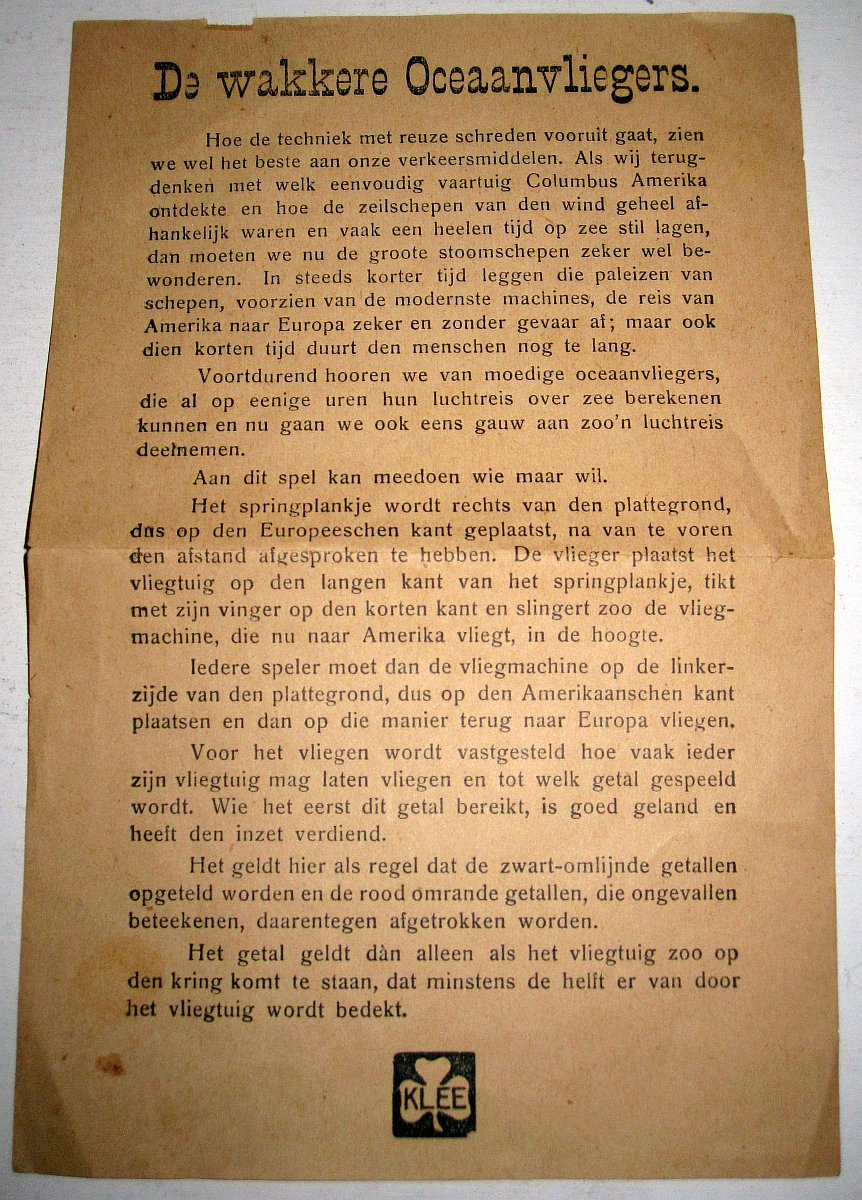 De wakkere Oceaanvliegers.
Hoe de techniek met reuze schreden vooruit gaat, zien
we wel het beste aan onze verkeersmiddelen. Als wij terug-
denken met welk eenvoudig vaartuig Columbus Amerika
ontdekte en hoe de zeilschepen van den wind geheel af-
hankelijk waren en vaak een heelen tijd op zee stil lagen,
dan moeten we nu de groote stoomschepen zeker wel be-
wonderen. In steeds korter tijd leggen die paleizen van
schepen, voorzien van de modernste machines, de reis van
Amerika naar Europa zeker en zonder gevaar af; maar ook
dien korten tijd duurt den menschen nog te lang.
Voortdurend hooren we van moedige oceaanvliegers,
die al op eenige uren hun luchtreis over zee berekenen
kunnen en nu gaan we ook eens gauw aan zoo'n luchtreis
deelnemen.
Aan dit spel kan meedoen wie maar wil.
Het springplankje wordt rechts van den plattegrond,
dus op den Europeeschen kant geplaatst, na van te voren
den afstand afgesproken te hebben. De vlieger plaatst het
vliegtuig op den langen kant van het springplankje, tikt
met zijn vinger op den korten kant en slingert zoo de vlieg-
machine, die nu naar Amerika vliegt, in de hoogte.
Iedere speler moet dan de vliegmachine op de linker-
zijde van den plattegrond, dus op den Amerikaanschen kant
plaatsen en dan op die manier terug naar Europa vliegen.
Voor het vliegen wordt vastgesteld hoe vaak ieder
zijn vliegtuig mag laten vliegen en tot welk getal gespeeld
wordt. Wie het eerst dit getal bereikt, is goed geland en
heeft den inzet verdiend.
Het geldt hier als regel dat de zwart-omlijnde getallen
opgeteld worden en de rood omrande getallen, die ongevallen
beteekenen, daarentegen afgetrokken worden.
Het getal geldt dàn alleen als het vliegtuig zoo op
den kring komt te staan, dat minstens de helft er van door
het vliegtuig wordt bedekt.
KLEE